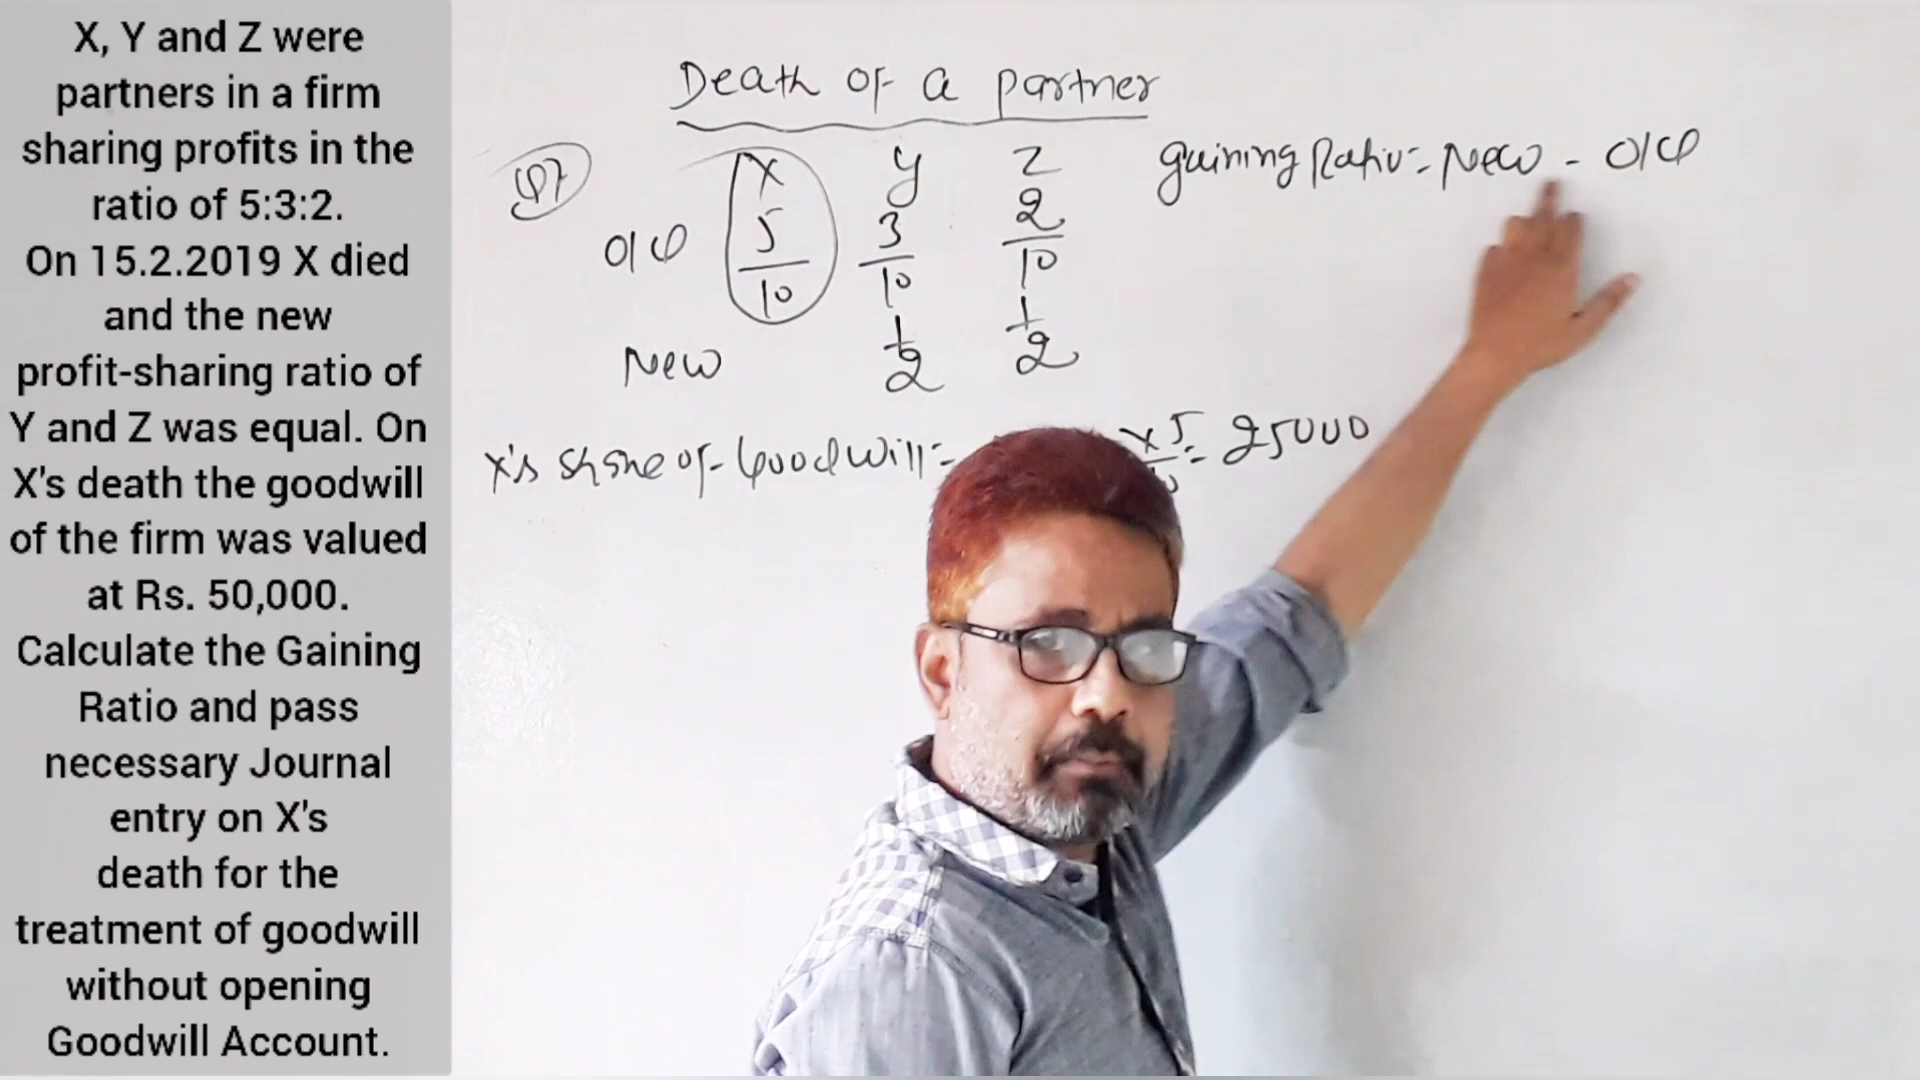 X, Y and Z were
partners in a firm
sharing profits in the
ratio of 5:3:2.
On 15.2.2019 X died
and the new
profit-sharing ratio of
Y and Z was equal. On
X's death the goodwill
of the firm was valued
at Rs. 50,000.
Calculate the Gaining
Ratio and pass
necessary Journal
entry on X's
death for the
treatment of goodwill
without opening
Goodwill Account.
Death of a partner
X Y Z
Old 5/10 3/10 2/10
New 1/2 1/2
Gaining Ratio = New - Old
X's share of Goodwill = x 5 = 25000